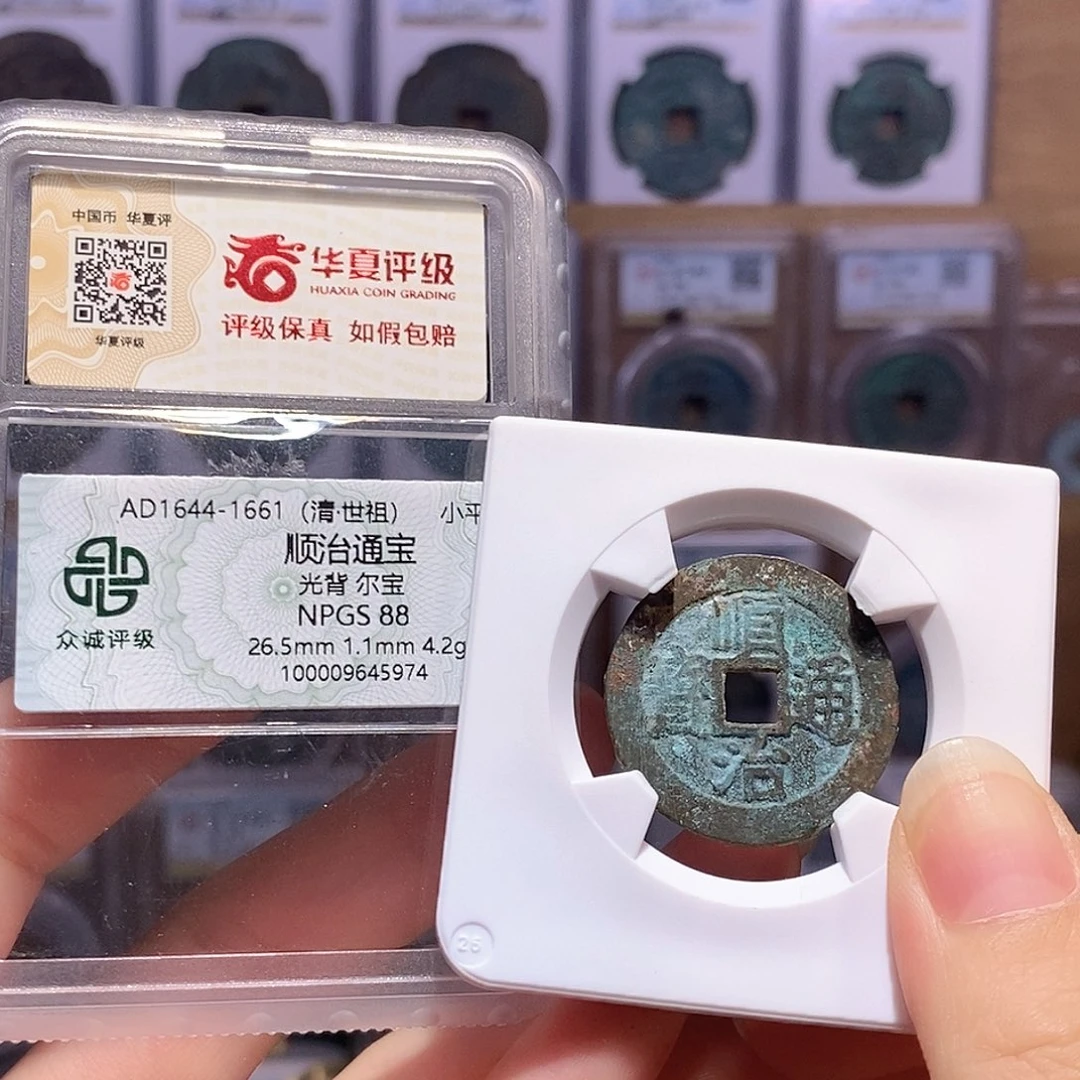 中国币 华夏评
华夏评级
华夏评级
HUAXIA COIN GRADING
评级保真 如假包赔
AD1644-1661（清·世祖） 小平
顺治通宝
光背 尔宝
NPGS 88
26.5mm 1.1mm 4.2g
100009645974
众诚评级
順
治
通
寶
26